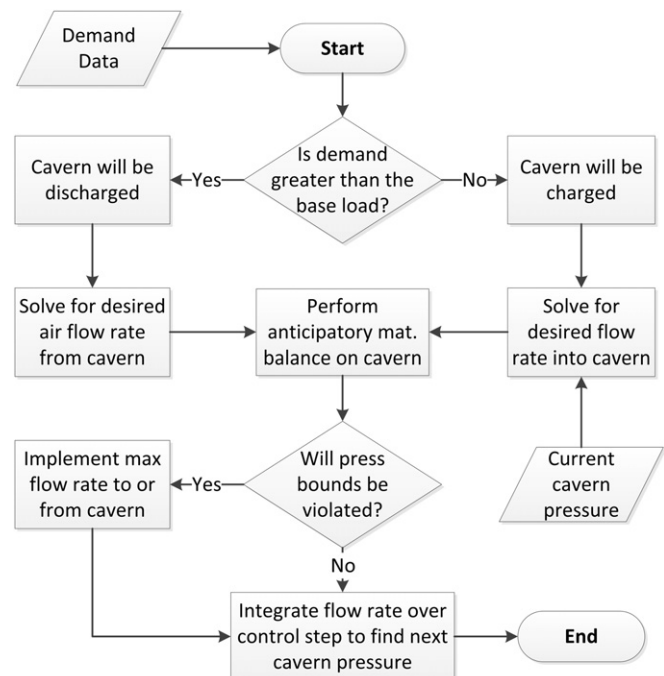 Demand
Data
Start
Is demand
greater than the
base load?
Yes
No
Cavern will be
discharged
Cavern will be
charged
Solve for desired
air flow rate
from cavern
Perform
anticipatory mat.
balance on cavern
Solve for
desired flow
rate into cavern
Implement max
flow rate to or
from cavern
Yes
Will press
bounds be
violated?
Current
cavern
pressure
No
Integrate flow rate over
control step to find next
cavern pressure
End